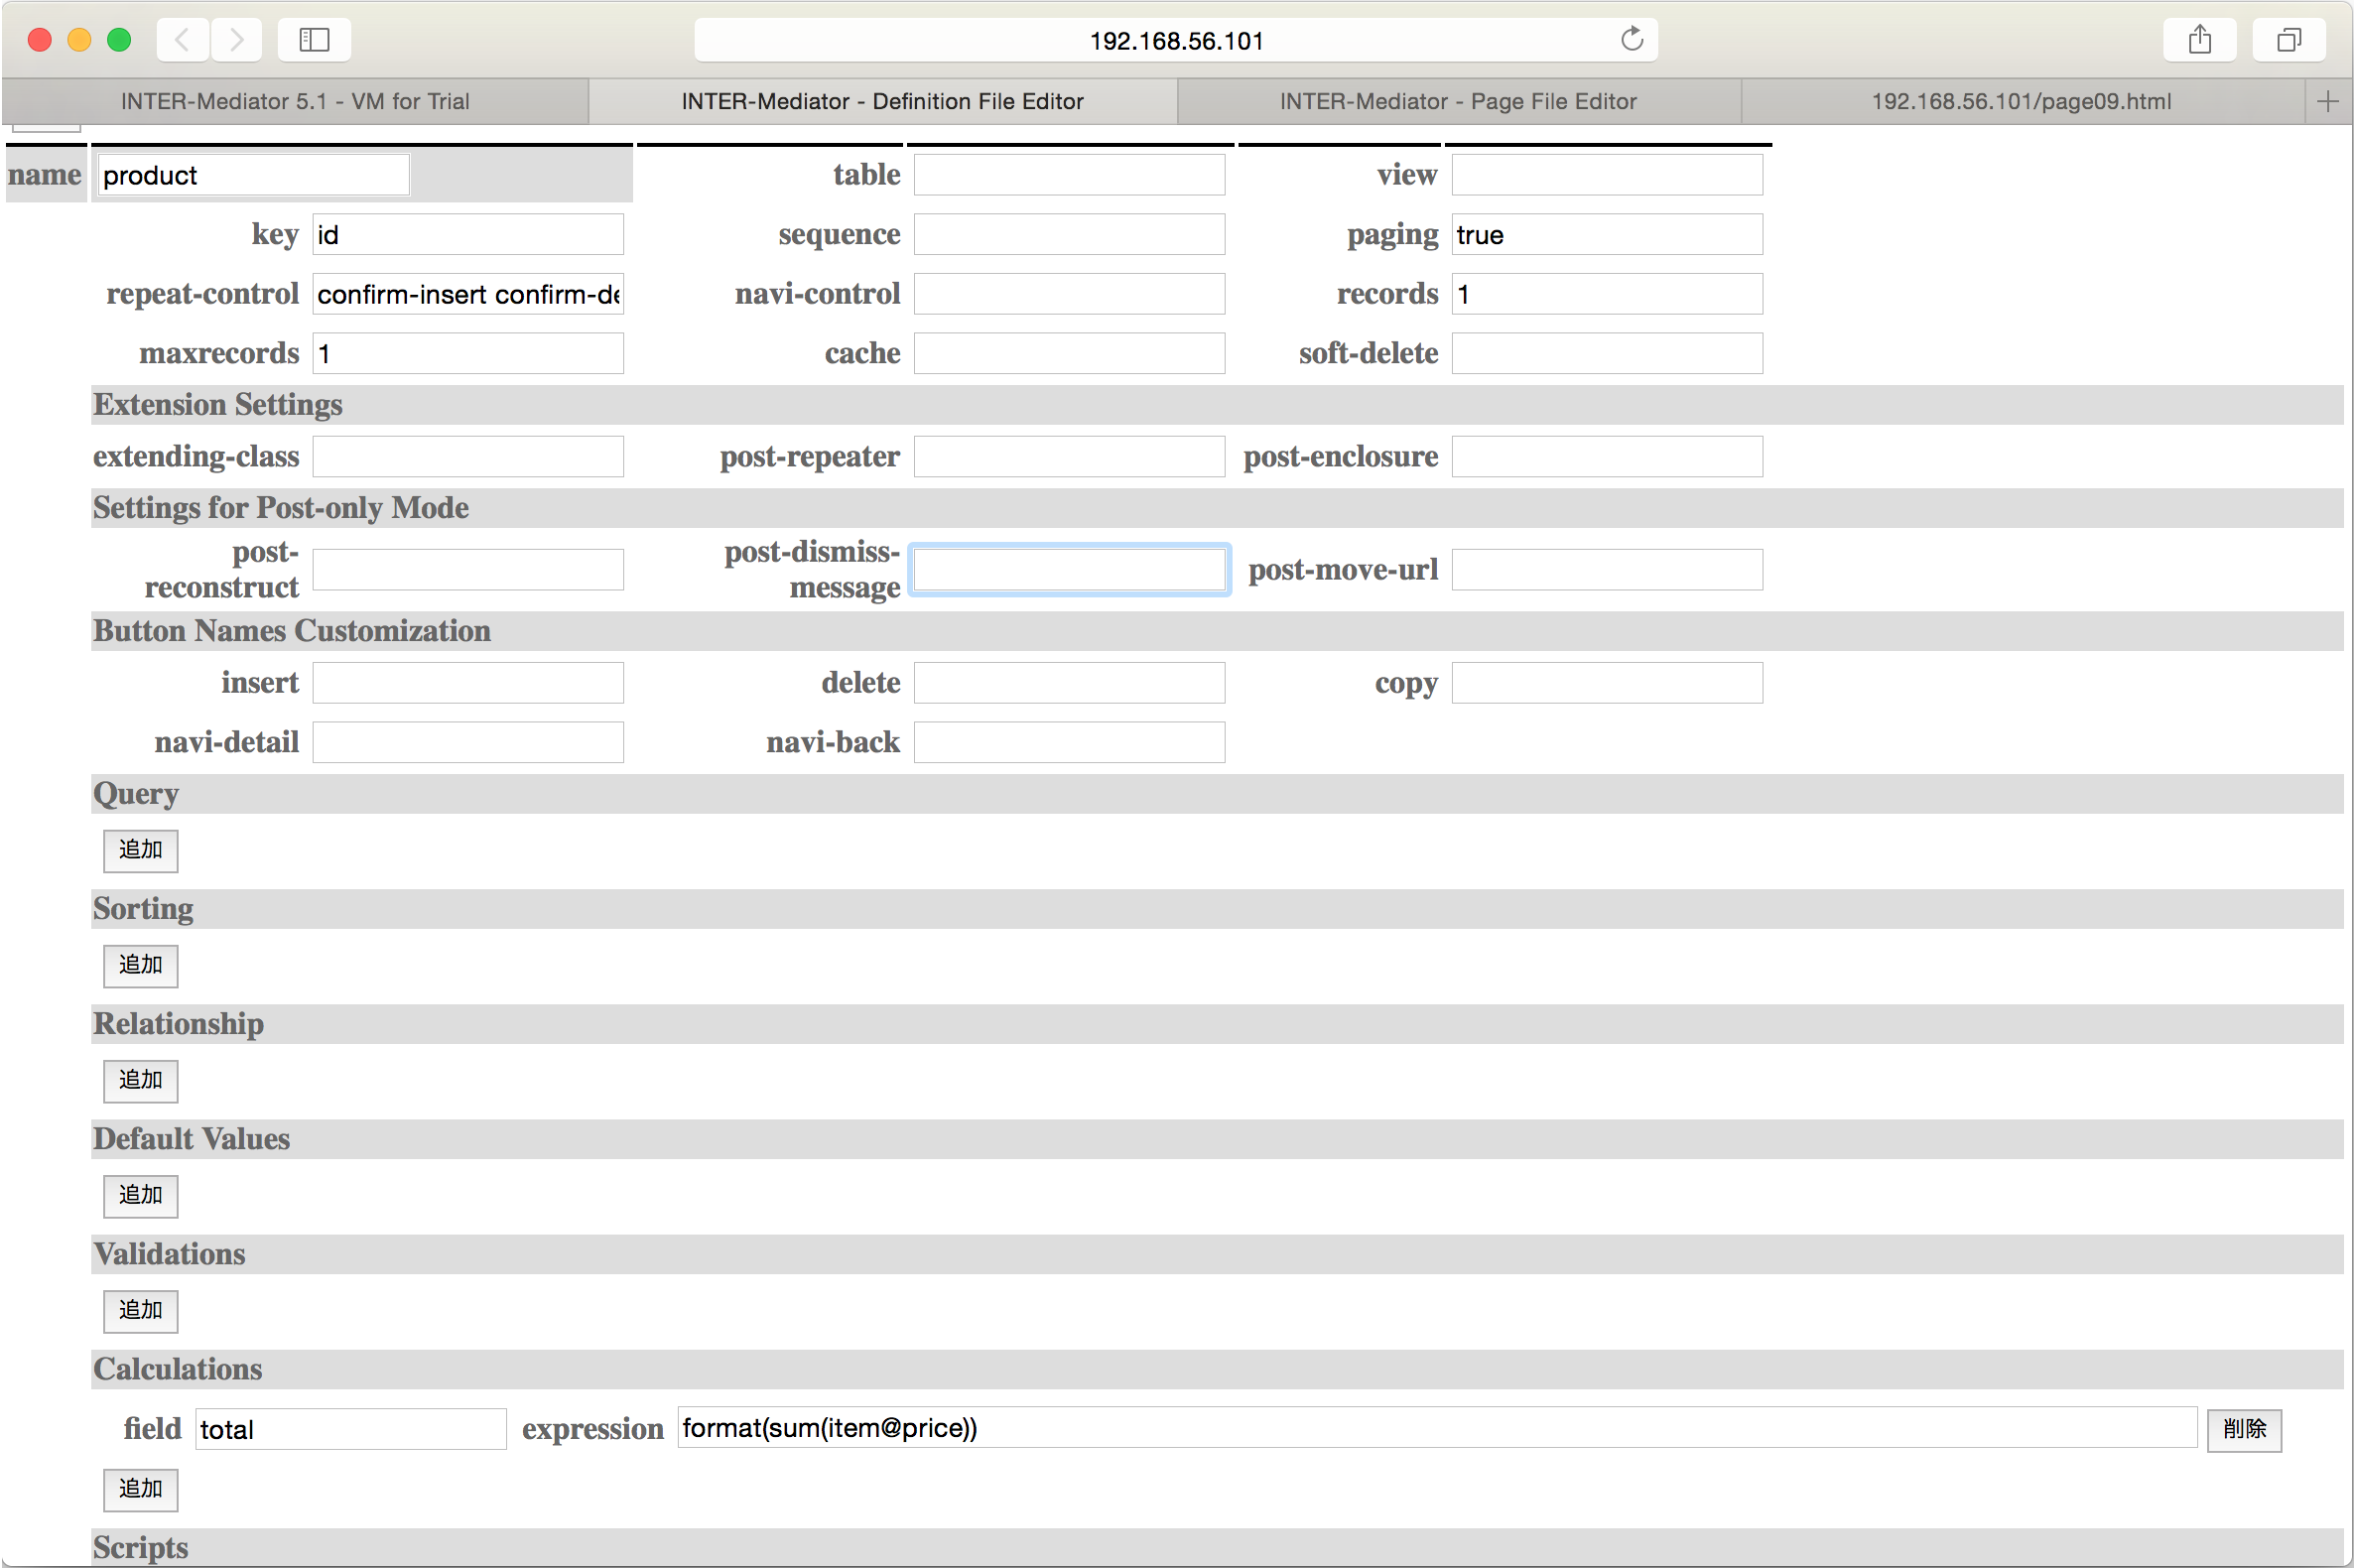 192.168.56.101
INTER-Mediator 5.1 - VM for Trial INTER-Mediator - Definition File Editor INTER-Mediator - Page File Editor 192.168.56.101/page09.html
name product table view
key id sequence paging true
repeat-control confirm-insert confirm-de navi-control records 1
maxrecords 1 cache soft-delete
Extension Settings
extending-class post-repeater post-enclosure
Settings for Post-only Mode
post-reconstruct post-dismiss-message post-move-url
Button Names Customization
insert delete copy
navi-detail navi-back
Query
追加
Sorting
追加
Relationship
追加
Default Values
追加
Validations
追加
Calculations
field total expression format(sum(item@price)) 削除
追加
Scripts